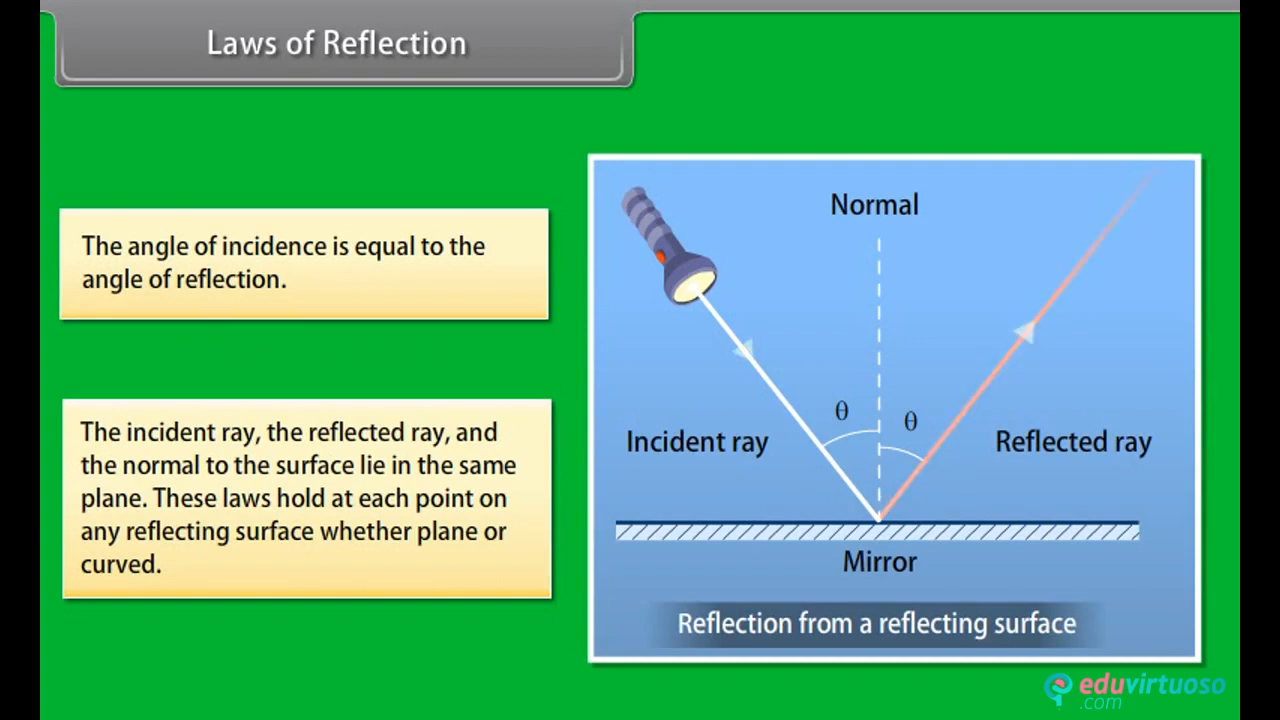 Laws of Reflection
The angle of incidence is equal to the
angle of reflection.
The incident ray, the reflected ray, and
the normal to the surface lie in the same
plane. These laws hold at each point on
any reflecting surface whether plane or
curved.
Normal
θ
θ
Incident ray
Reflected ray
Mirror
Reflection from a reflecting surface
eduvirtuoso
.com